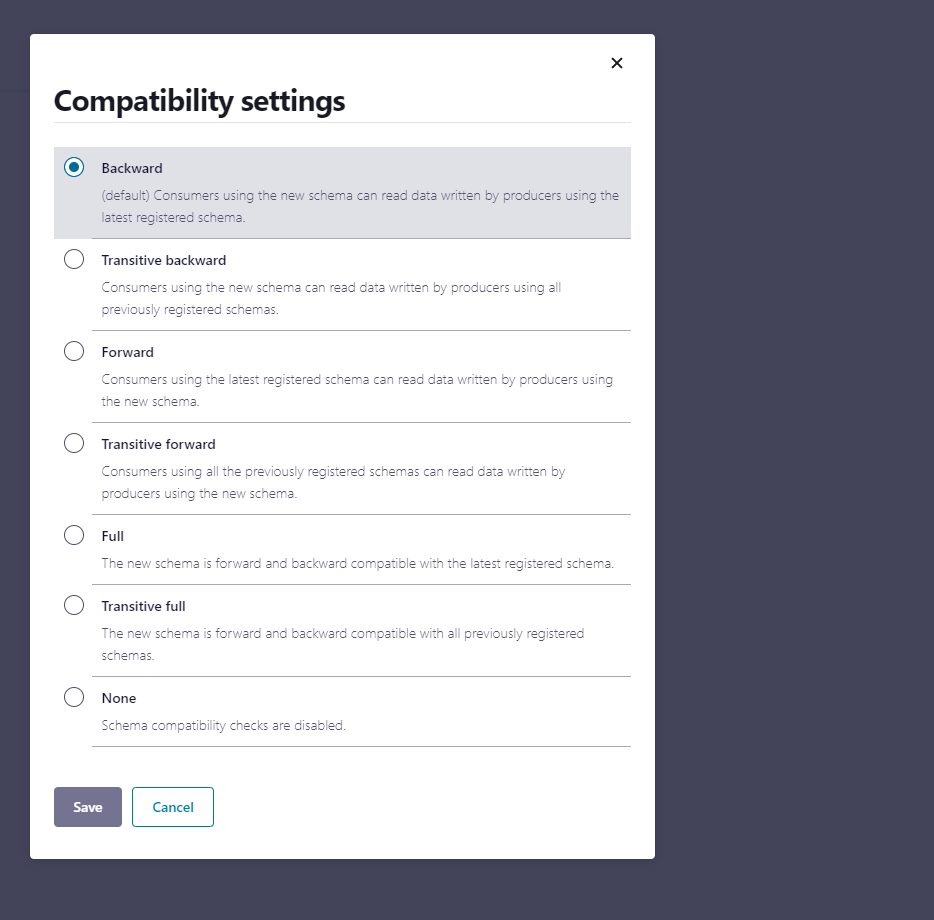 Compatibility settings
Backward
(default) Consumers using the new schema can read data written by producers using the
latest registered schema.
Transitive backward
Consumers using the new schema can read data written by producers using all
previously registered schemas.
Forward
Consumers using the latest registered schema can read data written by producers using
the new schema.
Transitive forward
Consumers using all the previously registered schemas can read data written by
producers using the new schema.
Full
The new schema is forward and backward compatible with the latest registered schema.
Transitive full
The new schema is forward and backward compatible with all previously registered
schemas.
None
Schema compatibility checks are disabled.
Save
Cancel